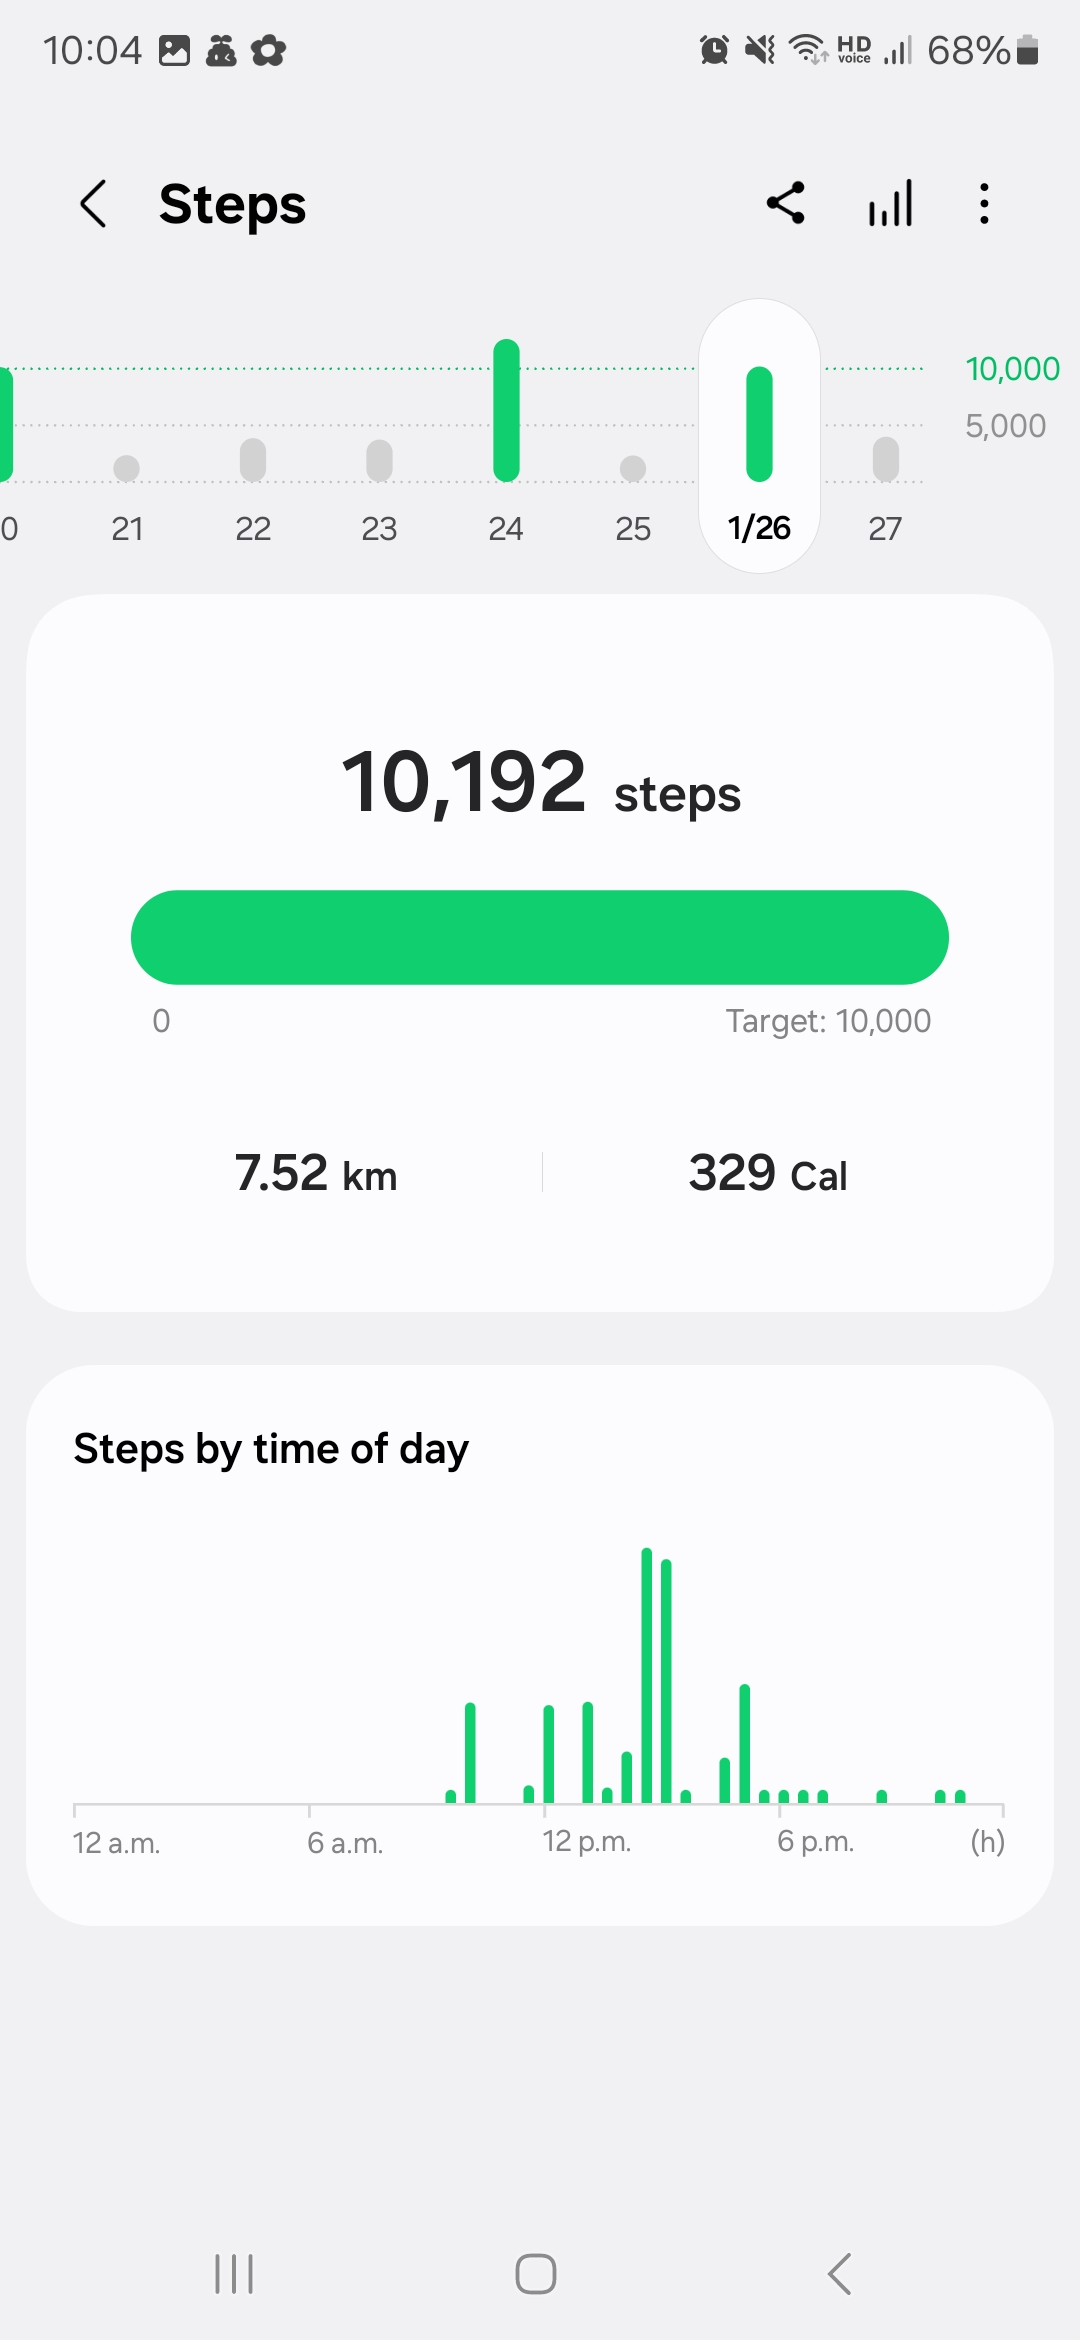 10:04 HD voice 68%
Steps
10,000
5,000
0 21 22 23 24 25 1/26 27
10,192 steps
0 Target: 10,000
7.52 km 329 Cal
Steps by time of day
12 a.m. 6 a.m. 12 p.m. 6 p.m. (h)